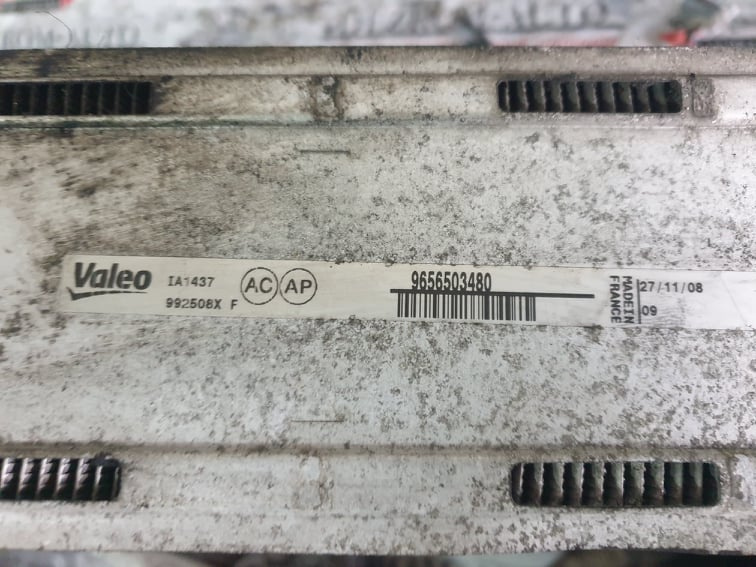 Valeo
IA1437
992508X F
AC AP
9656503480
MADE IN
FRANCE
27/11/08
09